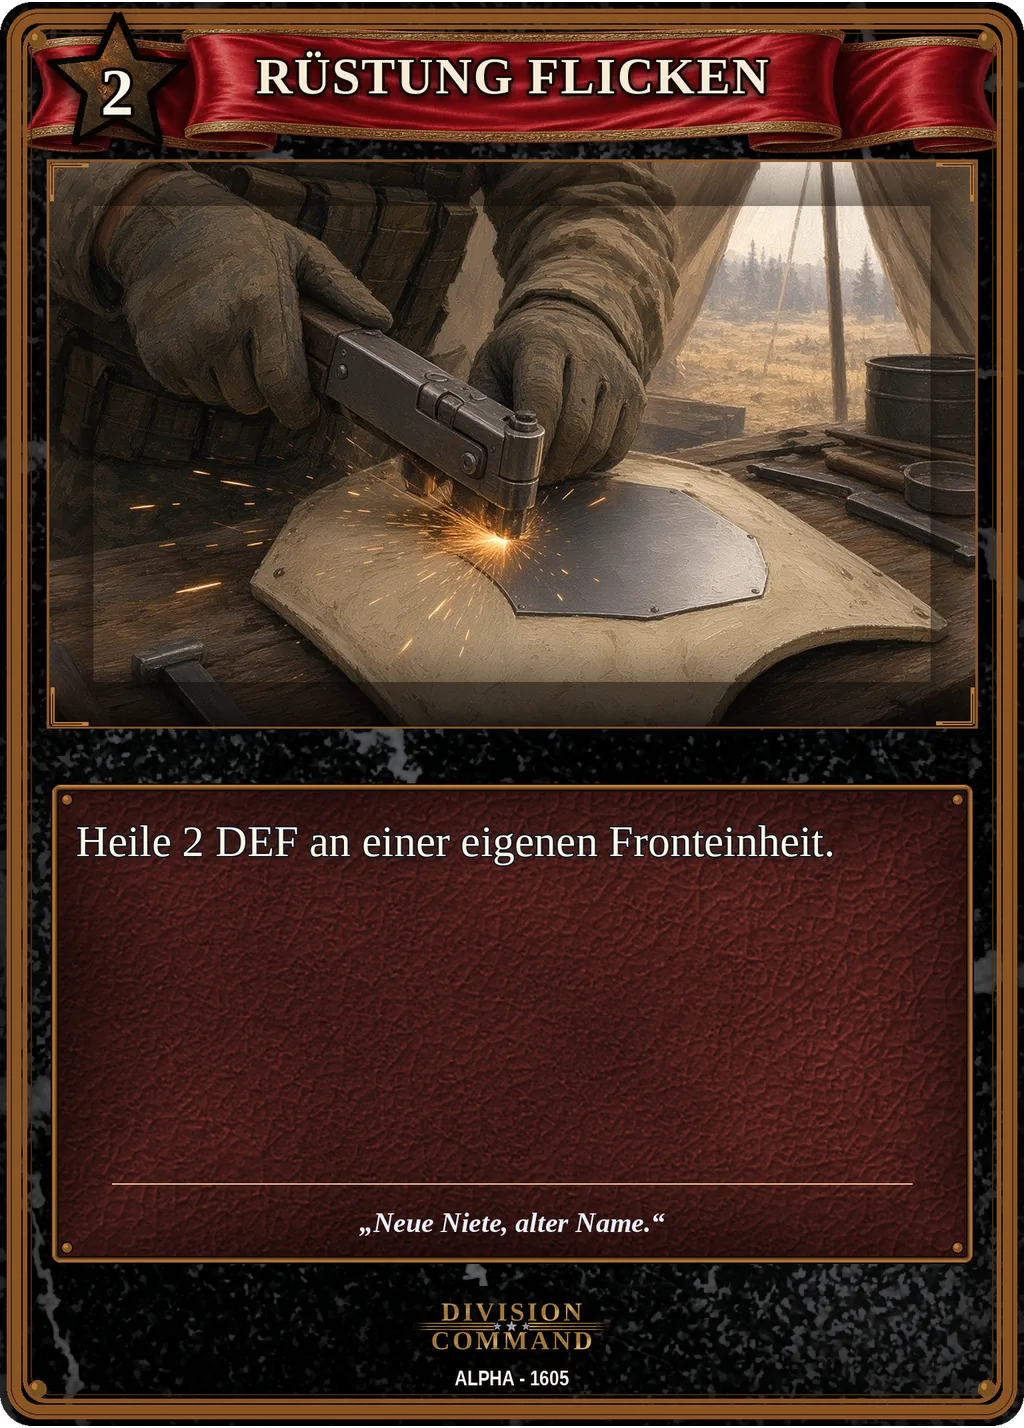 2
RÜSTUNG FLICKEN
Heile 2 DEF an einer eigenen Fronteinheit.
„Neue Niete, alter Name.“
DIVISION
COMMAND
ALPHA - 1605